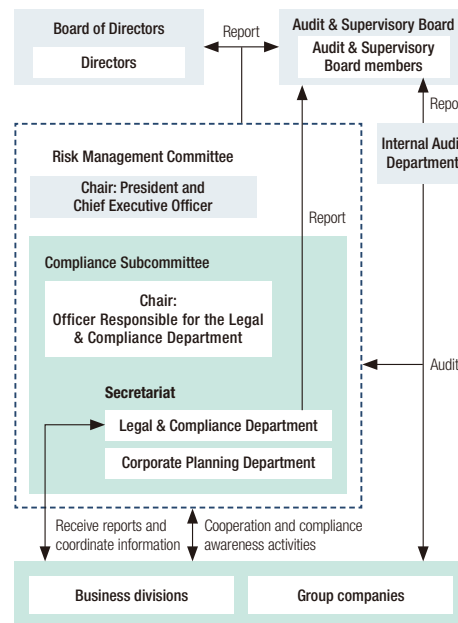 Board of Directors
Directors
Report
Audit & Supervisory Board
Audit & Supervisory
Board members
Internal
Department
Risk Management Committee
Chair: President and
Chief Executive Officer
Report
Compliance Subcommittee
Chair:
Officer Responsible for the Legal
& Compliance Department
Audit
Secretariat
Legal & Compliance Department
Corporate Planning Department
Receive reports and
coordinate information
Cooperation and compliance
awareness activities
Business divisions
Group companies